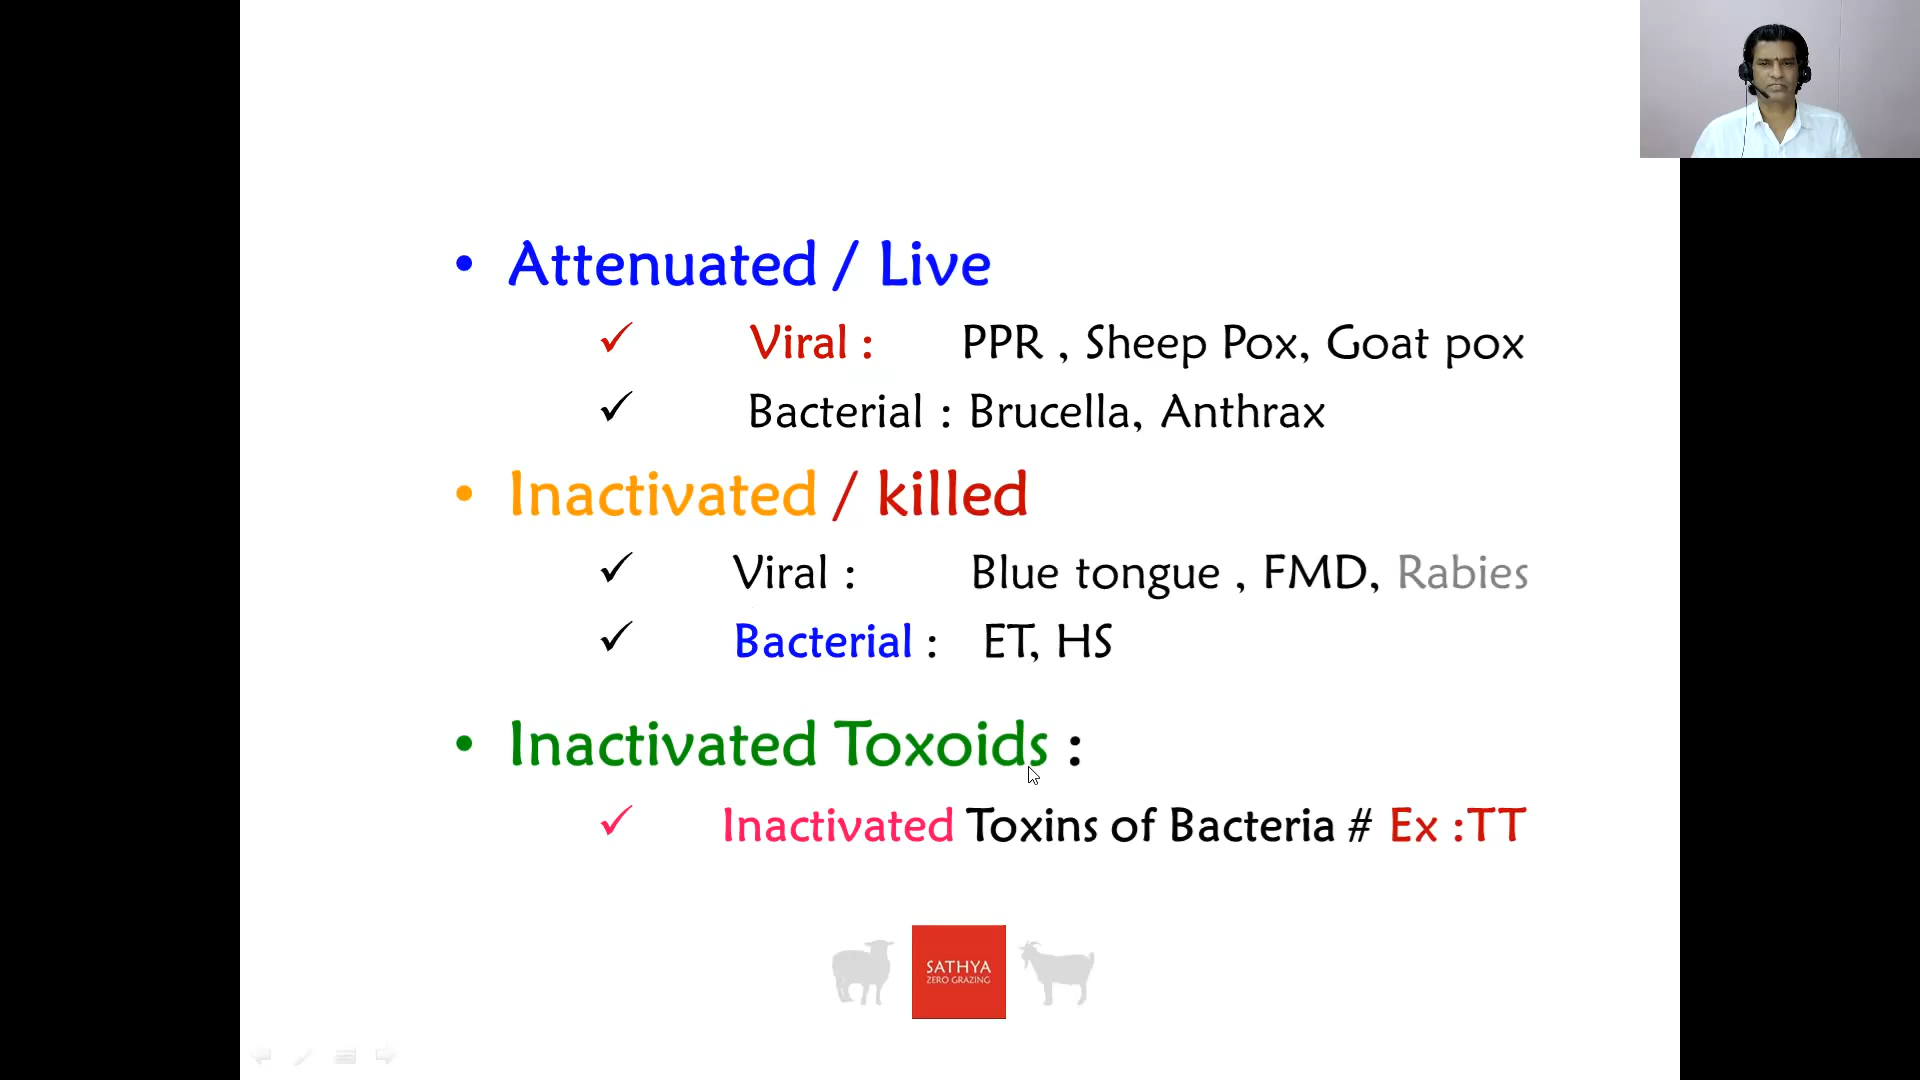 • Attenuated / Live
✓ Viral : PPR , Sheep Pox, Goat pox
✓ Bacterial : Brucella, Anthrax
• Inactivated / killed
✓ Viral : Blue tongue , FMD, Rabies
✓ Bacterial : ET, HS
• Inactivated Toxoids :
✓ Inactivated Toxins of Bacteria # Ex :TT
SATHYA
ZERO GRAZING